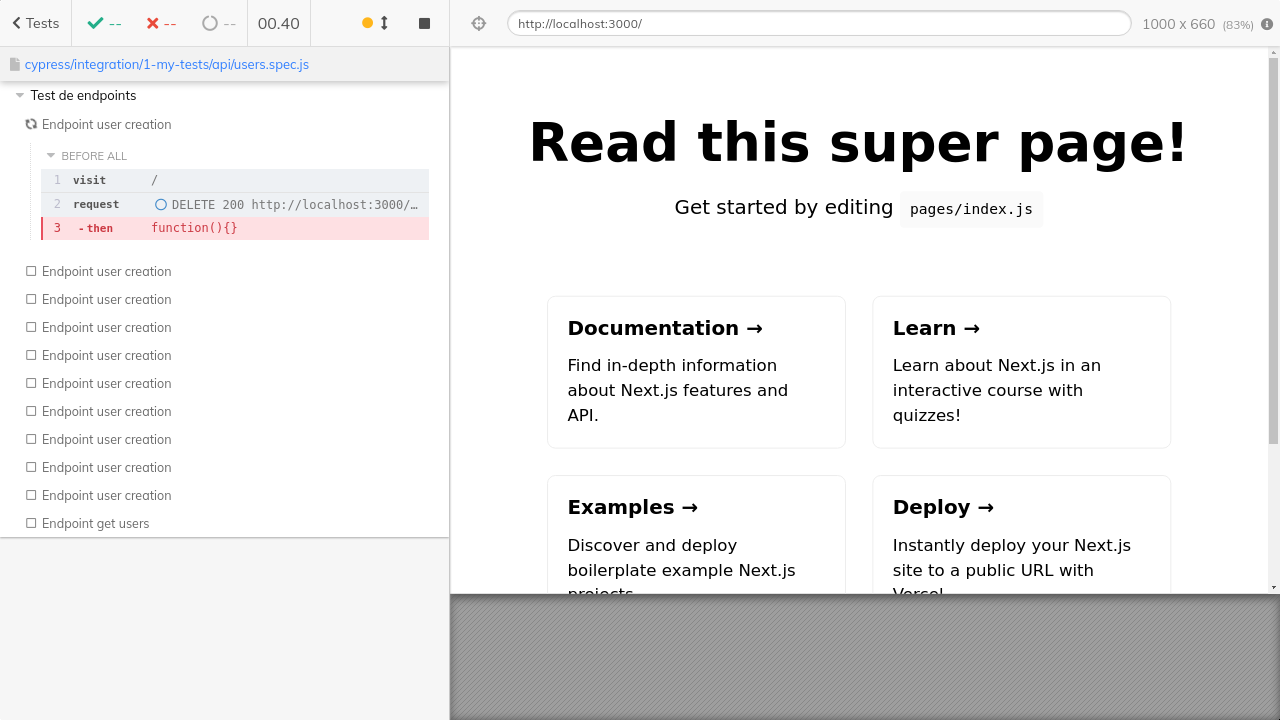 Tests -- -- -- 00.40
http://localhost:3000/ 1000 x 660 (83%)
cypress/integration/1-my-tests/api/users.spec.js
Test de endpoints
Endpoint user creation
BEFORE ALL
1 visit /
2 request DELETE 200 http://localhost:3000/…
3 -then function(){}
Endpoint user creation
Endpoint user creation
Endpoint user creation
Endpoint user creation
Endpoint user creation
Endpoint user creation
Endpoint user creation
Endpoint user creation
Endpoint user creation
Endpoint get users
Read this super page!
Get started by editing pages/index.js
Documentation →
Find in-depth information
about Next.js features and
API.
Learn →
Learn about Next.js in an
interactive course with
quizzes!
Examples →
Discover and deploy
boilerplate example Next.js
projects.
Deploy →
Instantly deploy your Next.js
site to a public URL with
Vercel.